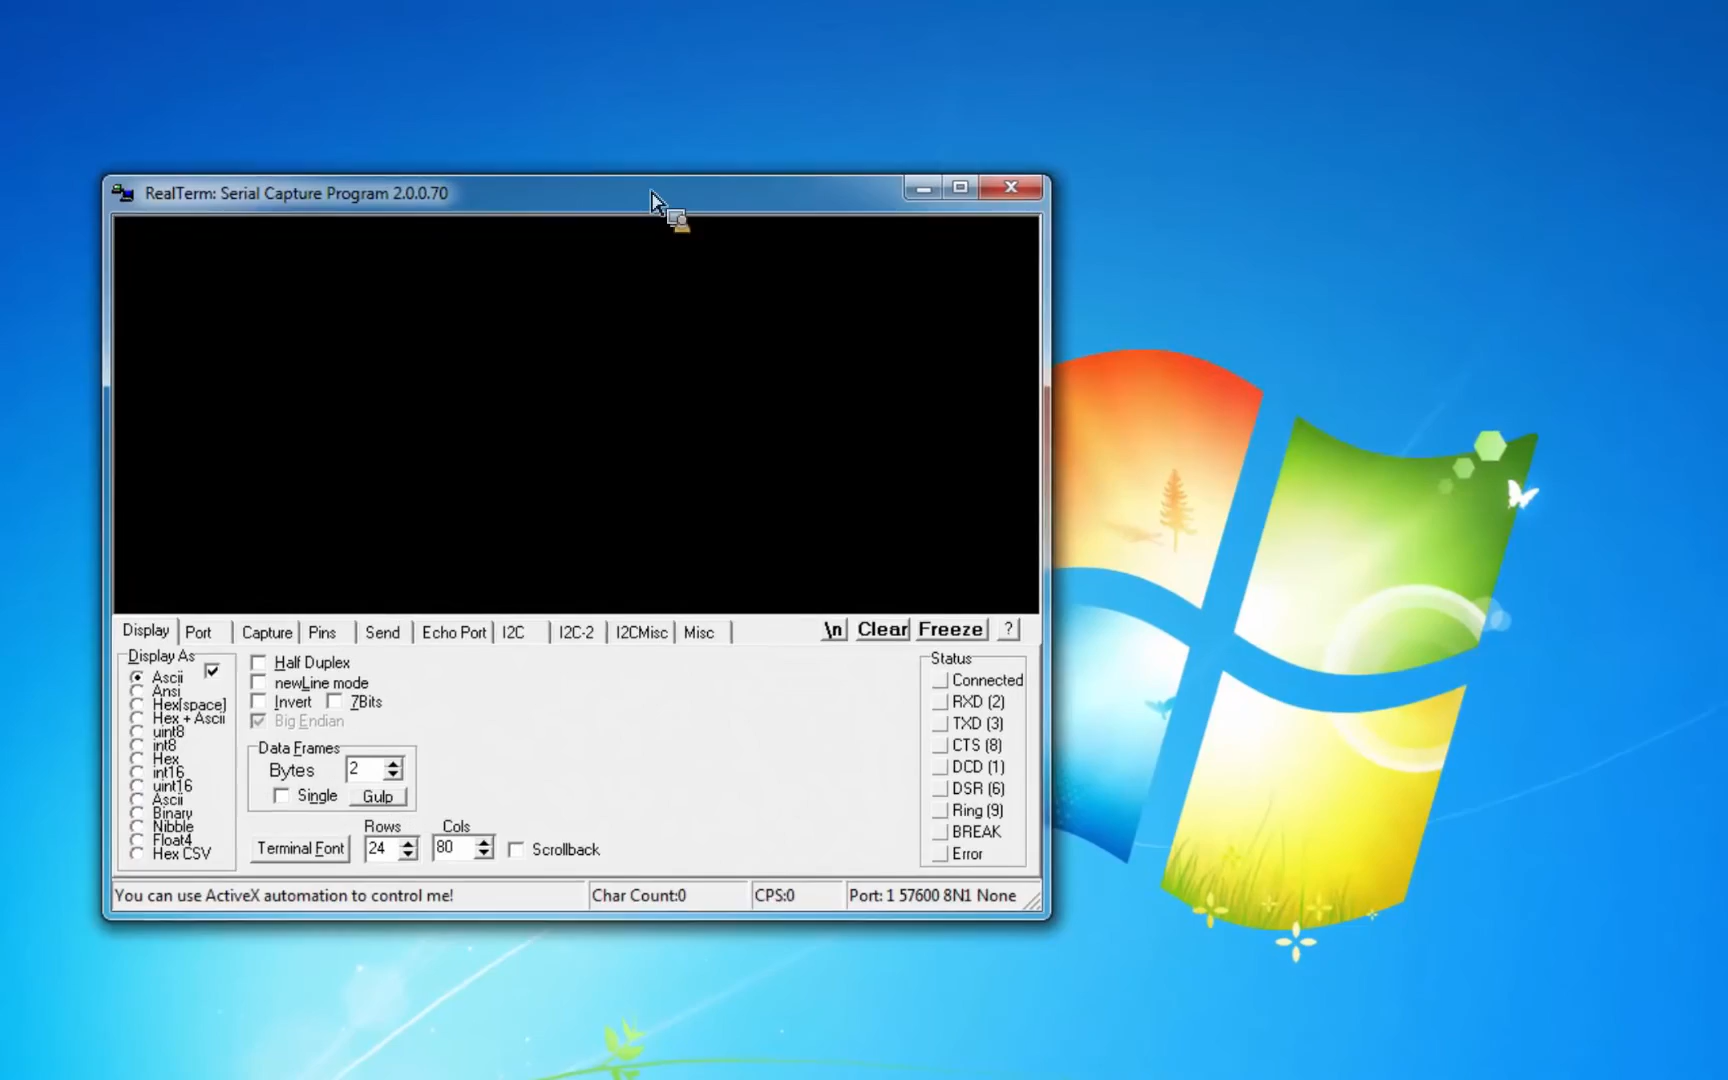 RealTerm: Serial Capture Program 2.0.0.70
Display Port Capture Pins Send Echo Port I2C I2C-2 I2CMisc Misc \n Clear Freeze ?
Display As
Ascii
Ansi
Hex[space]
Hex + Ascii
uint8
int8
Hex
int16
uint16
Ascii
Binary
Nibble
Float4
Hex CSV
Half Duplex
newLine mode
Invert 7Bits
Big Endian
Data Frames
Bytes 2
Single Gulp
Rows Cols
Terminal Font 24 80 Scrollback
Status
Connected
RXD (2)
TXD (3)
CTS (8)
DCD (1)
DSR (6)
Ring (9)
BREAK
Error
You can use ActiveX automation to control me! Char Count:0 CPS:0 Port: 1 57600 8N1 None